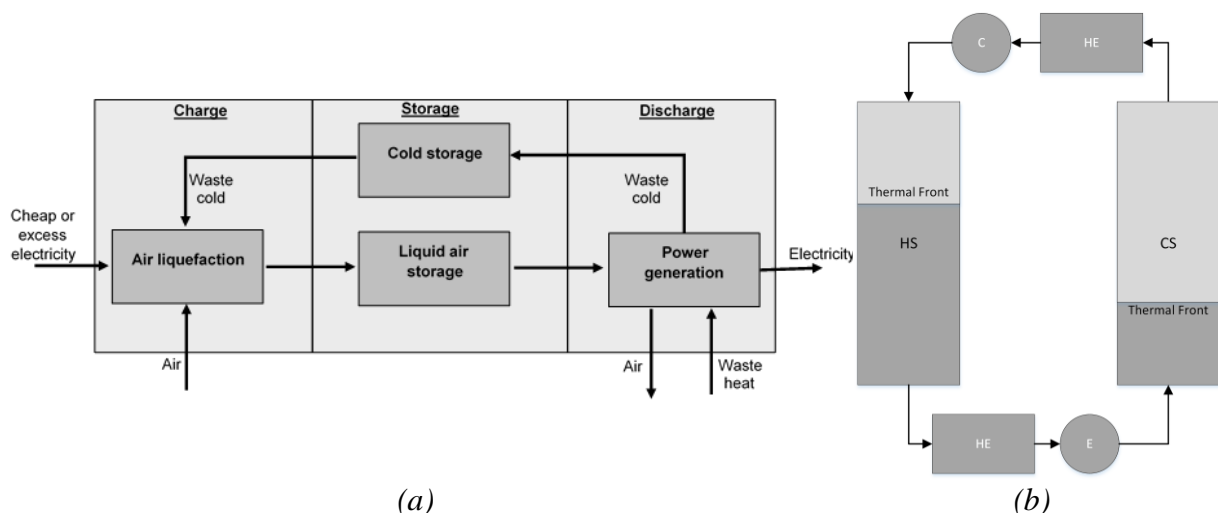 Charge
Storage
Discharge
Cold storage
Waste
cold
Waste
cold
Cheap or
excess
electricity
Air liquefaction
Liquid air
storage
Power
generation
Electricity
Air
Air
Waste
heat
(a)
C
HE
Thermal Front
HS
CS
Thermal Front
HE
E
(b)